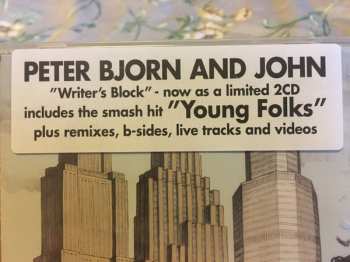 PETER BJORN AND JOHN
"Writer's Block" - now as a limited 2CD
includes the smash hit "Young Folks"
plus remixes, b-sides, live tracks and videos